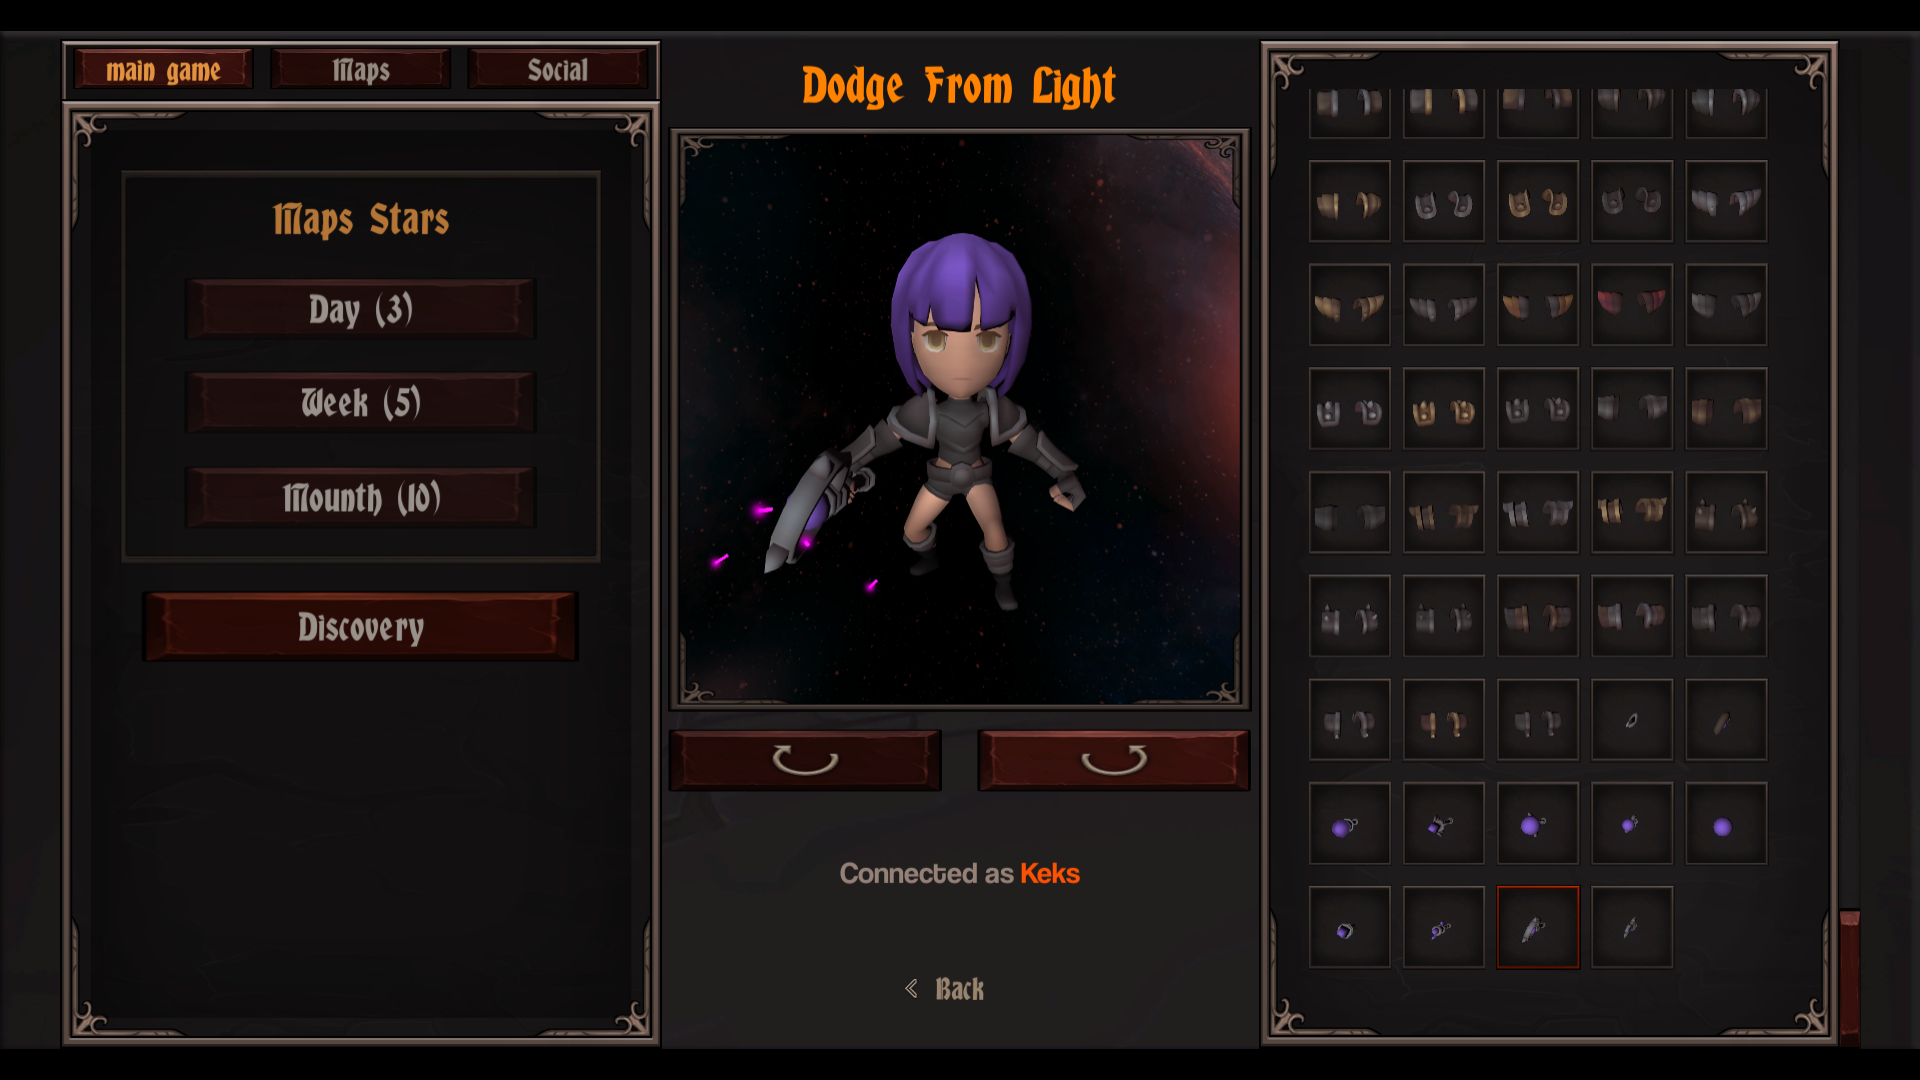 main game
Maps
Social
Dodge From Light
Maps Stars
Day (3)
Week (5)
Mounth (10)
Discovery
Connected as Keks
< Back